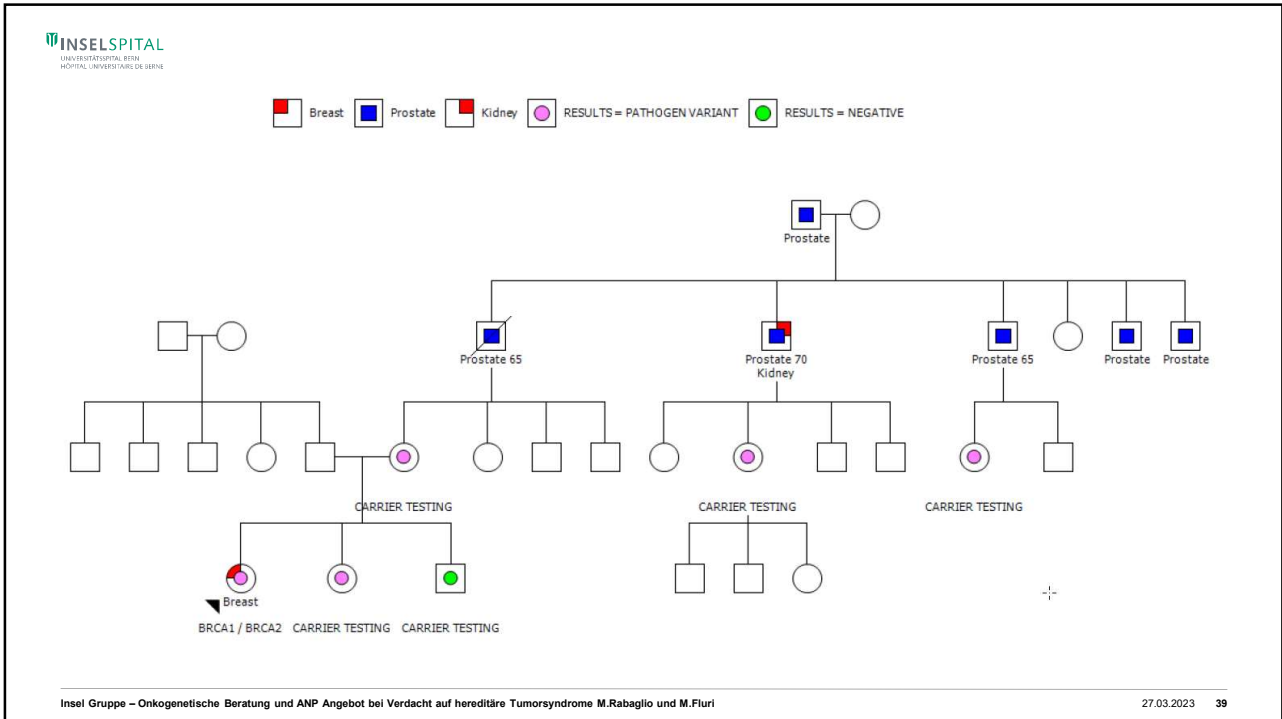 INSELSPITAL
UNIVERSITÄTSSPITAL BERN
HÔPITAL UNIVERSITAIRE DE BERNE
Breast Prostate Kidney RESULTS = PATHOGEN VARIANT RESULTS = NEGATIVE
Prostate
Prostate 65 Prostate 70 Prostate 65 Prostate Prostate
Kidney
CARRIER TESTING CARRIER TESTING CARRIER TESTING
Breast
BRCA1 / BRCA2 CARRIER TESTING CARRIER TESTING
Insel Gruppe – Onkogenetische Beratung und ANP Angebot bei Verdacht auf hereditäre Tumorsyndrome M.Rabaglio und M.Fluri 27.03.2023 39